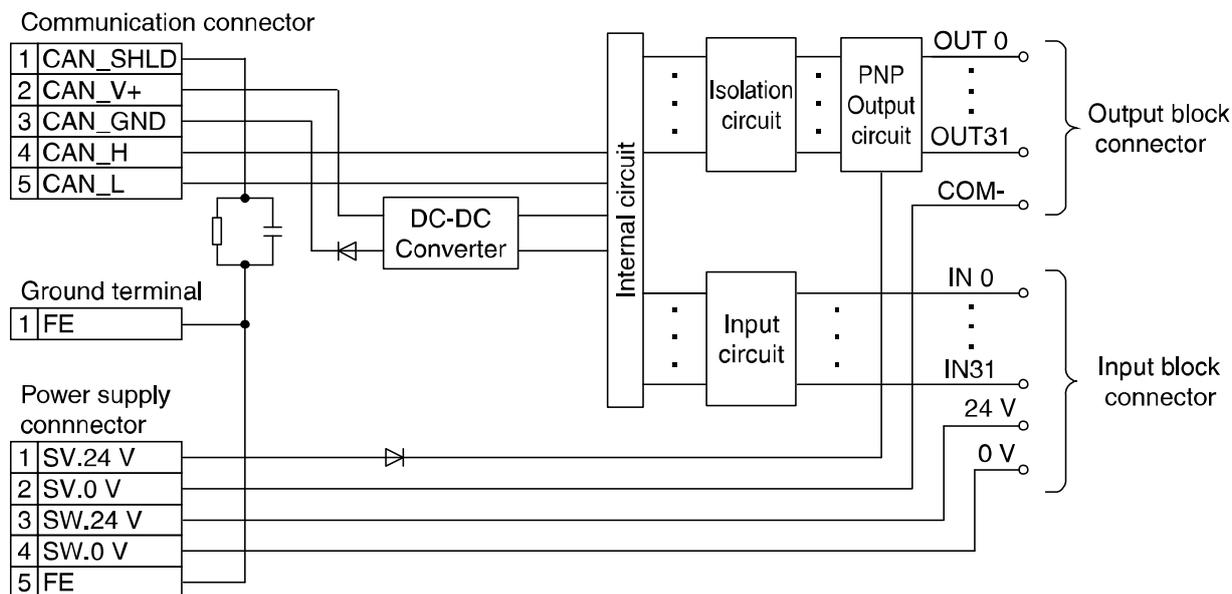 Communication connector
1 CAN_SHLD
2 CAN_V+
3 CAN_GND
4 CAN_H
5 CAN_L
Ground terminal
1 FE
Power supply
connnector
1 SV.24 V
2 SV.0 V
3 SW.24 V
4 SW.0 V
5 FE
DC-DC
Converter
Internal circuit
Isolation
circuit
PNP
Output
circuit
Input
circuit
OUT 0
OUT31
COM-
Output block
connector
IN 0
IN31
24 V
0 V
Input block
connector